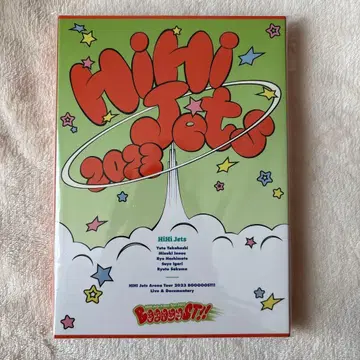 HiHi
Jets
2023
HiHi Jets
Yuto Takahashi
Mizuki Inoue
Ryo Hashimoto
Soya Igari
Ryuto Sakuma
HiHi Jets Arena Tour 2023 BOOOOOST!!
Live & Documentary
BOOOOOST!!